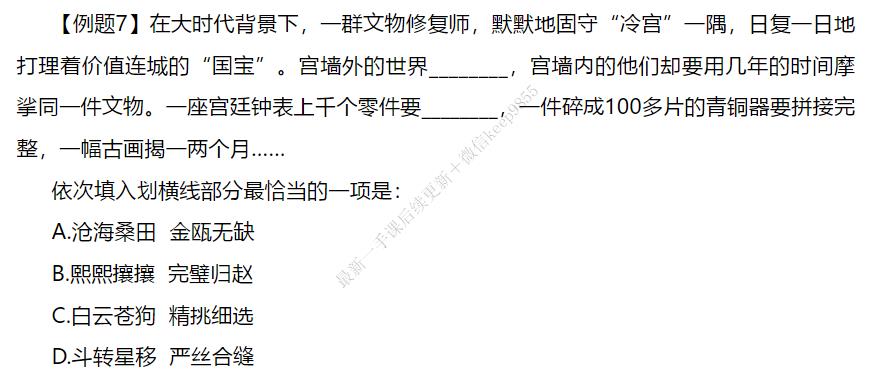 【例题7】在大时代背景下，一群文物修复师，默默地固守“冷宫”一隅，日复一日地
打理着价值连城的“国宝”。宫墙外的世界________，宫墙内的他们却要用几年的时间摩
挲同一件文物。一座宫廷钟表上千个零件要________，一件碎成100多片的青铜器要拼接完
整，一幅古画揭一两个月……
依次填入划横线部分最恰当的一项是：
A.沧海桑田 金瓯无缺
B.熙熙攘攘 完璧归赵
C.白云苍狗 精挑细选
D.斗转星移 严丝合缝
最新一手课后续更新＋微信keep9855